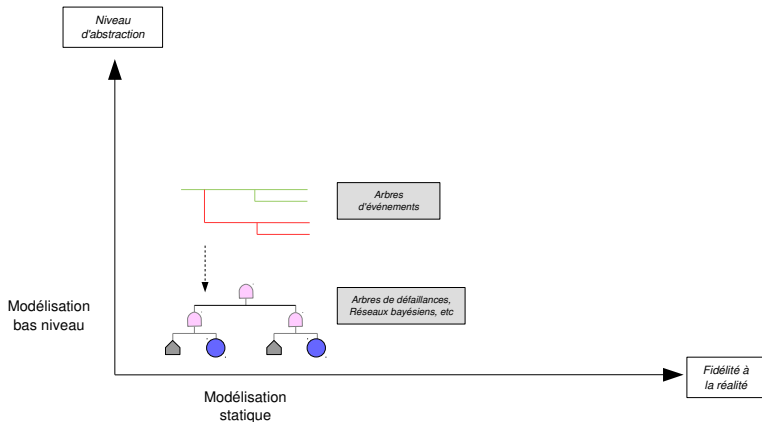 Niveau
d'abstraction
Arbres
d'événements
Arbres de défaillances,
Réseaux bayésiens, etc
Modélisation
bas niveau
Fidélité à
la réalité
Modélisation
statique